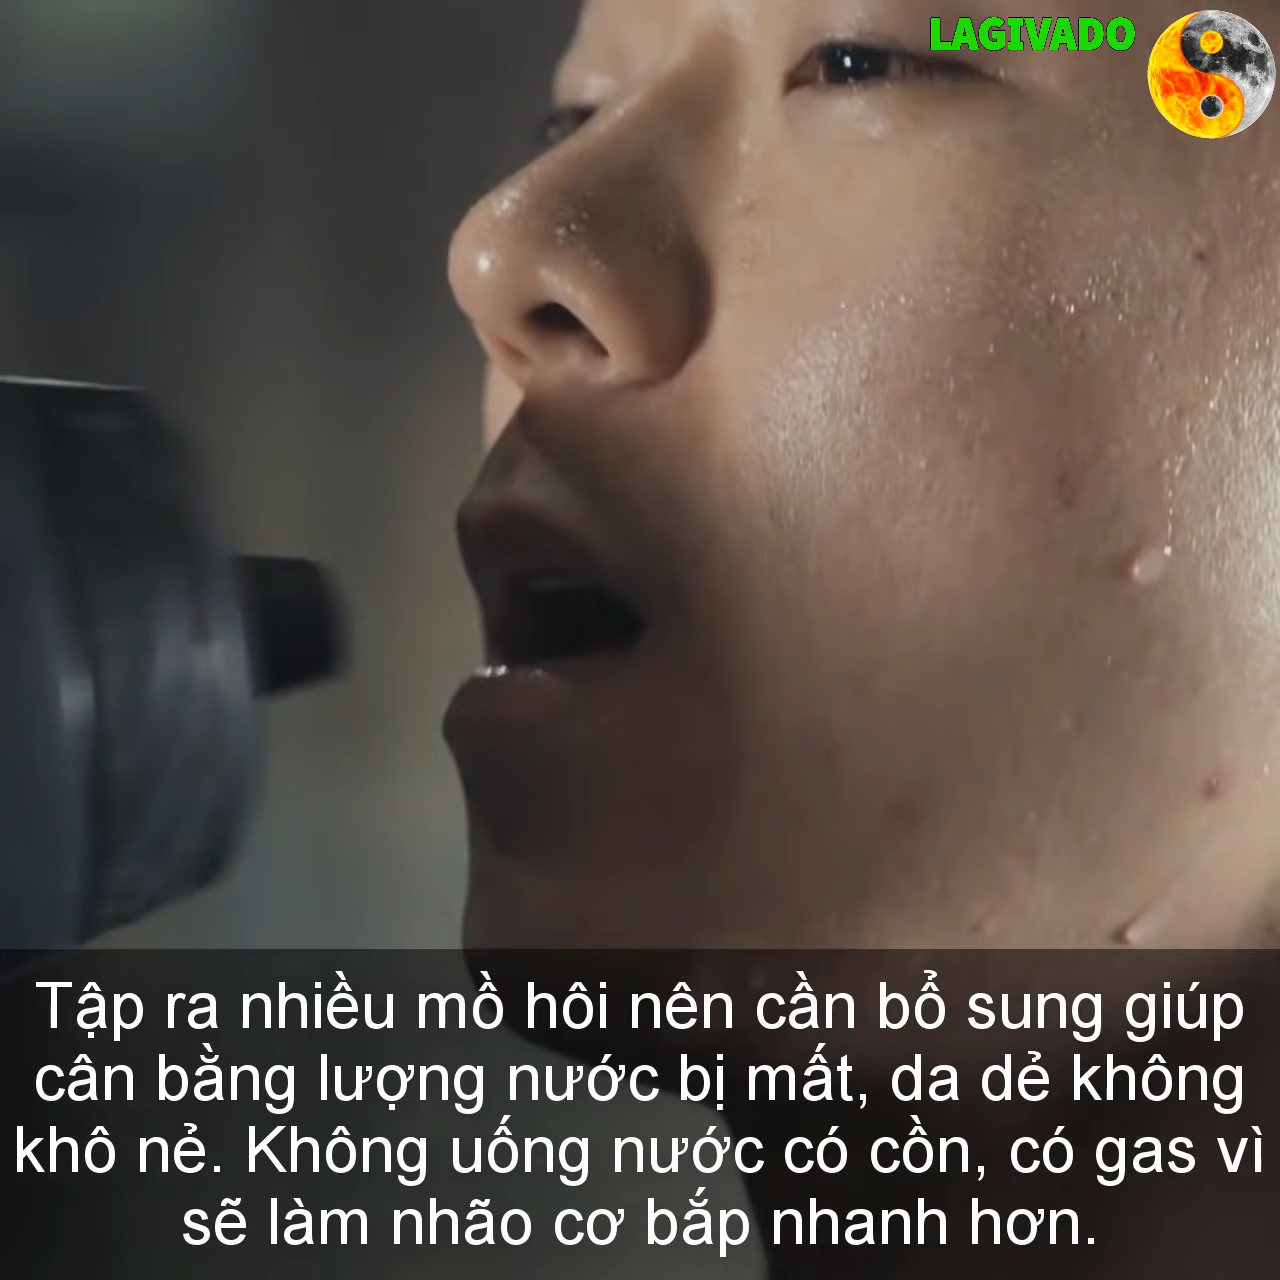 LAGIVADO
Tập ra nhiều mồ hôi nên cần bổ sung giúp
cân bằng lượng nước bị mất, da dẻ không
khô nẻ. Không uống nước có cồn, có gas vì
sẽ làm nhão cơ bắp nhanh hơn.